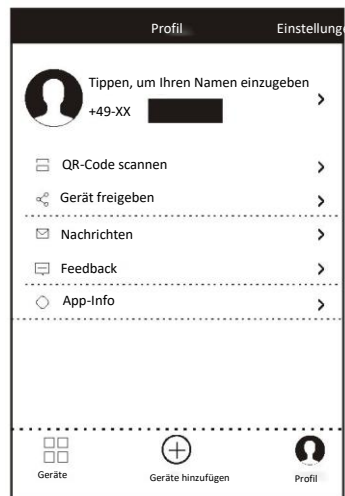 Profil Einstellung
Tippen, um Ihren Namen einzugeben
+49-XX
QR-Code scannen
Gerät freigeben
Nachrichten
Feedback
App-Info
Geräte Geräte hinzufügen Profil